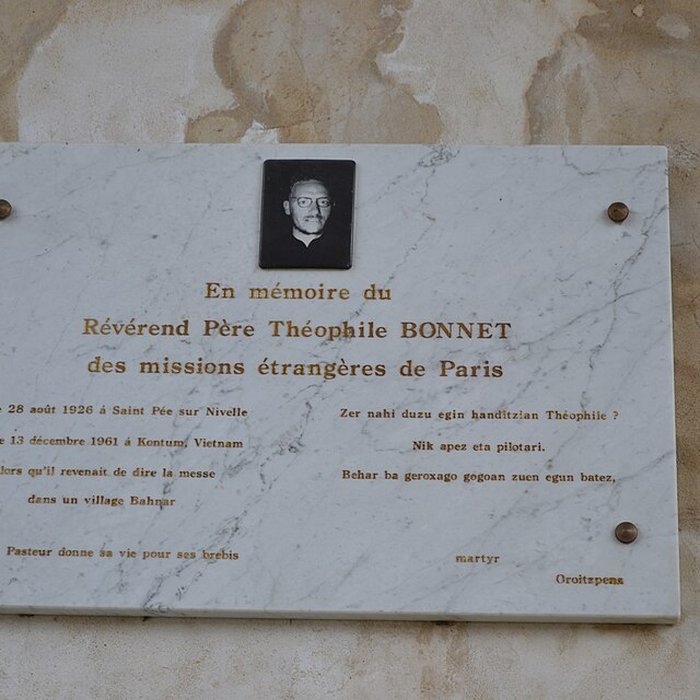 En mémoire du
Révérend Père Théophile BONNET
des missions étrangères de Paris
28 août 1926 á Saint Pée sur Nivelle
13 décembre 1961 á Kontum, Vietnam
qu'il revenait de dire la messe
dans un village Bahnar
Pasteur donne sa vie pour ses brebis
Zer nahi duzu egin handitzian Théophile ?
Nik apez eta pilotari.
Behar ba geroxago gogoan zuen egun batez,
martyr
Oroitzpena